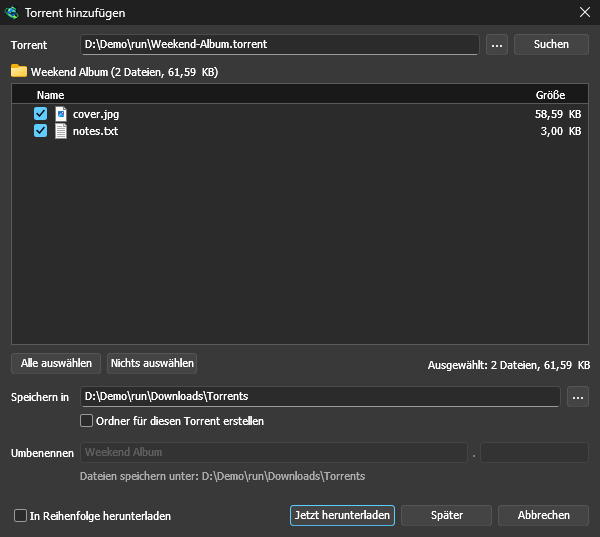 Torrent hinzufügen
Torrent D:\Demo\run\Weekend-Album.torrent ... Suchen
Weekend Album (2 Dateien, 61,59 KB)
Name Größe
cover.jpg 58,59 KB
notes.txt 3,00 KB
Alle auswählen Nichts auswählen Ausgewählt: 2 Dateien, 61,59 KB
Speichern in D:\Demo\run\Downloads\Torrents ...
Ordner für diesen Torrent erstellen
Umbenennen Weekend Album .
Dateien speichern unter: D:\Demo\run\Downloads\Torrents
In Reihenfolge herunterladen Jetzt herunterladen Später Abbrechen